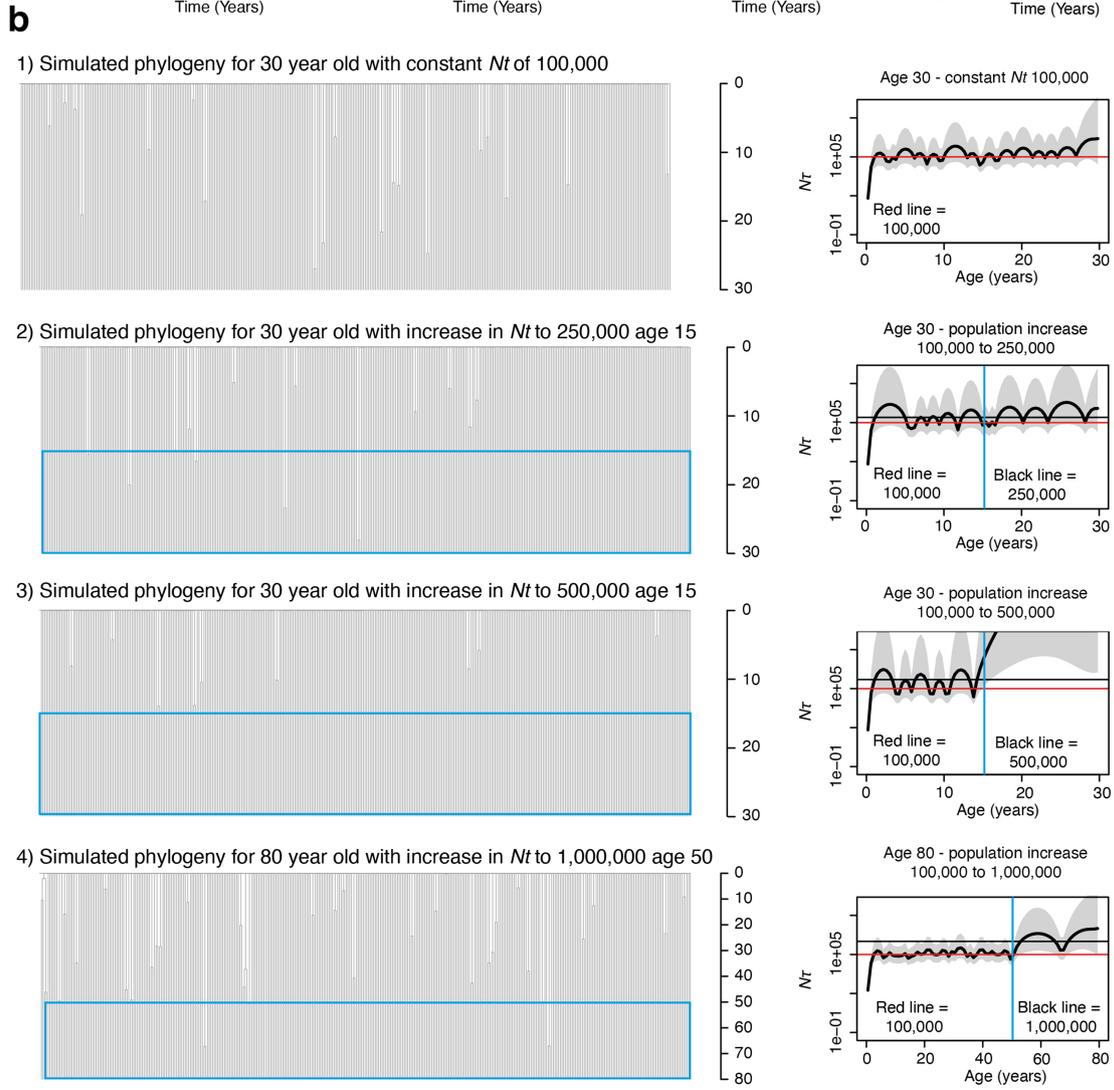 Time (Years) Time (Years) Time (Years) Time (Years)
b
1) Simulated phylogeny for 30 year old with constant Nt of 100,000
0
10
20
30
Age 30 - constant Nt 100,000
Nτ
1e+05
1e−01
Red line =
100,000
0 10 20 30
Age (years)
2) Simulated phylogeny for 30 year old with increase in Nt to 250,000 age 15
0
10
20
30
Age 30 - population increase
100,000 to 250,000
Nτ
1e+05
1e−01
Red line =
100,000
Black line =
250,000
0 10 20 30
Age (years)
3) Simulated phylogeny for 30 year old with increase in Nt to 500,000 age 15
0
10
20
30
Age 30 - population increase
100,000 to 500,000
Nτ
1e+05
1e−01
Red line =
100,000
Black line =
500,000
0 10 20 30
Age (years)
4) Simulated phylogeny for 80 year old with increase in Nt to 1,000,000 age 50
0
10
20
30
40
50
60
70
80
Age 80 - population increase
100,000 to 1,000,000
Nτ
1e+05
1e−01
Red line =
100,000
Black line =
1,000,000
0 20 40 60 80
Age (years)